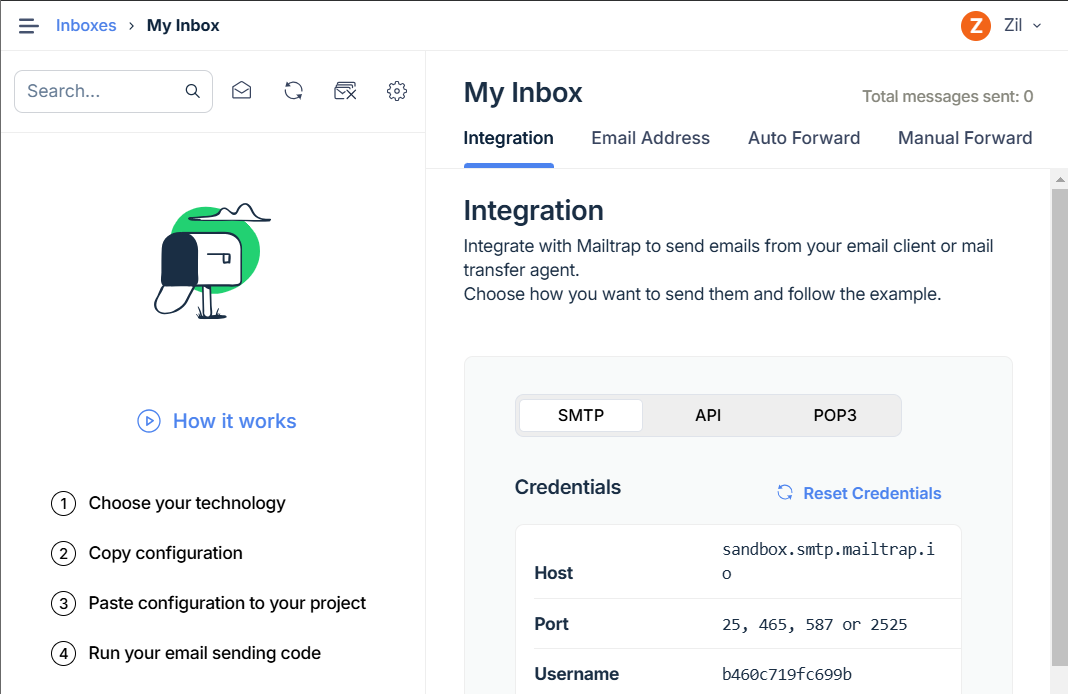 Inboxes › My Inbox
Z Zil
Search...
My Inbox
Total messages sent: 0
Integration Email Address Auto Forward Manual Forward
Integration
Integrate with Mailtrap to send emails from your email client or mail
transfer agent.
Choose how you want to send them and follow the example.
How it works
1 Choose your technology
2 Copy configuration
3 Paste configuration to your project
4 Run your email sending code
SMTP API POP3
Credentials
Reset Credentials
Host sandbox.smtp.mailtrap.i
o
Port 25, 465, 587 or 2525
Username b460c719fc699b